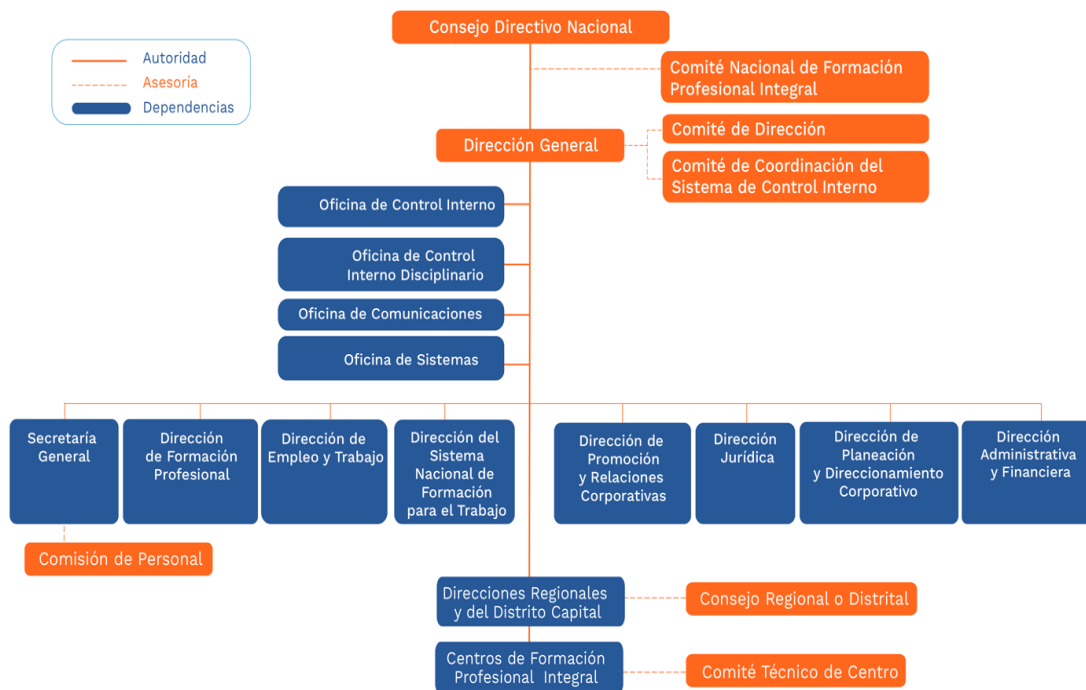 Consejo Directivo Nacional
Autoridad
Asesoría
Dependencias
Comité Nacional de Formación
Profesional Integral
Dirección General
Comité de Dirección
Comité de Coordinación del
Sistema de Control Interno
Oficina de Control Interno
Oficina de Control
Interno Disciplinario
Oficina de Comunicaciones
Oficina de Sistemas
Secretaría
General
Dirección
de Formación
Profesional
Dirección de
Empleo y Trabajo
Dirección del
Sistema
Nacional de
Formación
para el Trabajo
Dirección de
Promoción
y Relaciones
Corporativas
Dirección
Jurídica
Dirección de
Planeación
y Direccionamiento
Corporativo
Dirección
Administrativa
y Financiera
Comisión de Personal
Direcciones Regionales
y del Distrito Capital
Consejo Regional o Distrital
Centros de Formación
Profesional Integral
Comité Técnico de Centro